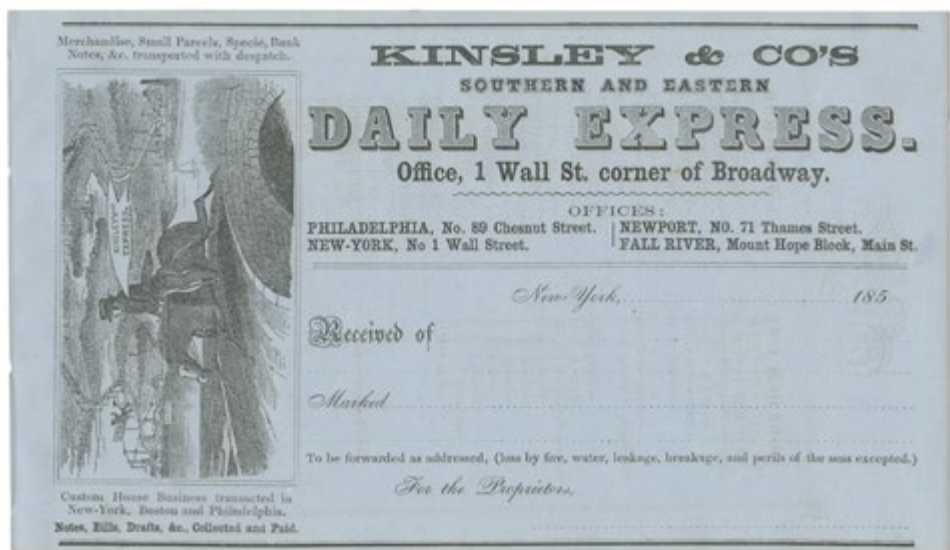 Merchandise, Small Parcels, Specie, Bank
Notes, &c. transported with despatch.
KINSLEY'S
EXPRESS.
Custom House Business transacted in
New-York, Boston and Philadelphia.
Notes, Bills, Drafts, &c., Collected and Paid.
KINSLEY & CO'S
SOUTHERN AND EASTERN
DAILY EXPRESS.
Office, 1 Wall St. corner of Broadway.
OFFICES:
PHILADELPHIA, No. 89 Chesnut Street.
NEW-YORK, No 1 Wall Street.
NEWPORT, NO. 71 Thames Street.
FALL RIVER, Mount Hope Block, Main St.
New-York, 185
Received of
Marked
To be forwarded as addressed, (loss by fire, water, leakage, breakage, and perils of the seas excepted.)
For the Proprietors,